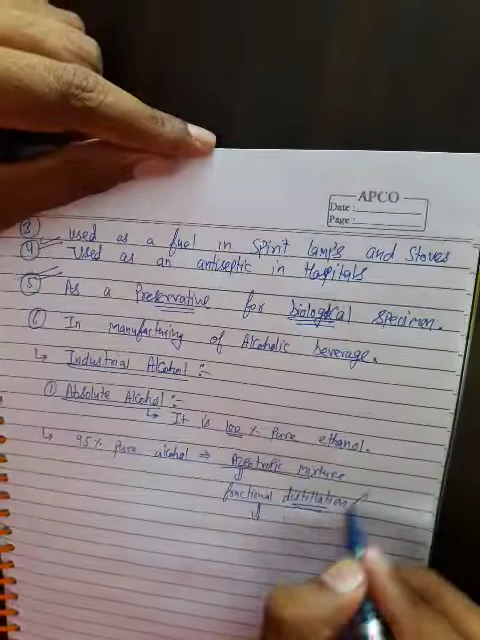 APCO
Date :
Page :
③ Used as a fuel in Spirit lamps and Stoves
④ Used as an antiseptic in Hospitals
⑤ As a Preservative for biological specimen.
⑥ In manufacturing of Alcoholic beverage.
↳ Industrial Alcohol :-
① Absolute Alcohol :-
↳ It is 100 % Pure ethanol.
↳ 95% Pure alcohol ⇒ Azeotropic mixture
fonctional distillation